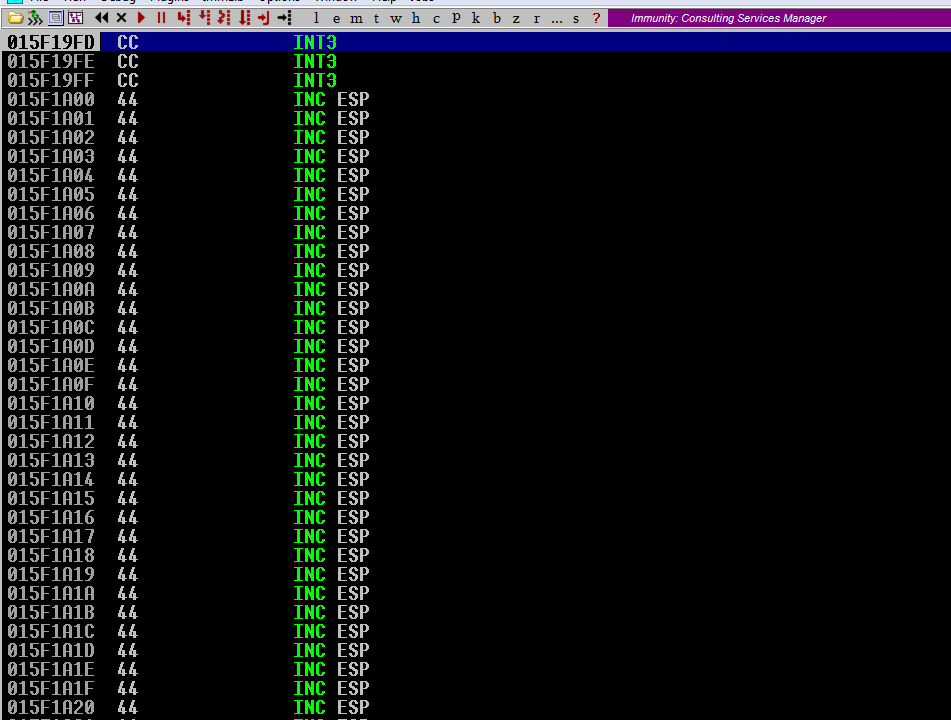 l e m t w h c p k b z r ... s ? Immunity: Consulting Services Manager
015F19FD CC INT3
015F19FE CC INT3
015F19FF CC INT3
015F1A00 44 INC ESP
015F1A01 44 INC ESP
015F1A02 44 INC ESP
015F1A03 44 INC ESP
015F1A04 44 INC ESP
015F1A05 44 INC ESP
015F1A06 44 INC ESP
015F1A07 44 INC ESP
015F1A08 44 INC ESP
015F1A09 44 INC ESP
015F1A0A 44 INC ESP
015F1A0B 44 INC ESP
015F1A0C 44 INC ESP
015F1A0D 44 INC ESP
015F1A0E 44 INC ESP
015F1A0F 44 INC ESP
015F1A10 44 INC ESP
015F1A11 44 INC ESP
015F1A12 44 INC ESP
015F1A13 44 INC ESP
015F1A14 44 INC ESP
015F1A15 44 INC ESP
015F1A16 44 INC ESP
015F1A17 44 INC ESP
015F1A18 44 INC ESP
015F1A19 44 INC ESP
015F1A1A 44 INC ESP
015F1A1B 44 INC ESP
015F1A1C 44 INC ESP
015F1A1D 44 INC ESP
015F1A1E 44 INC ESP
015F1A1F 44 INC ESP
015F1A20 44 INC ESP